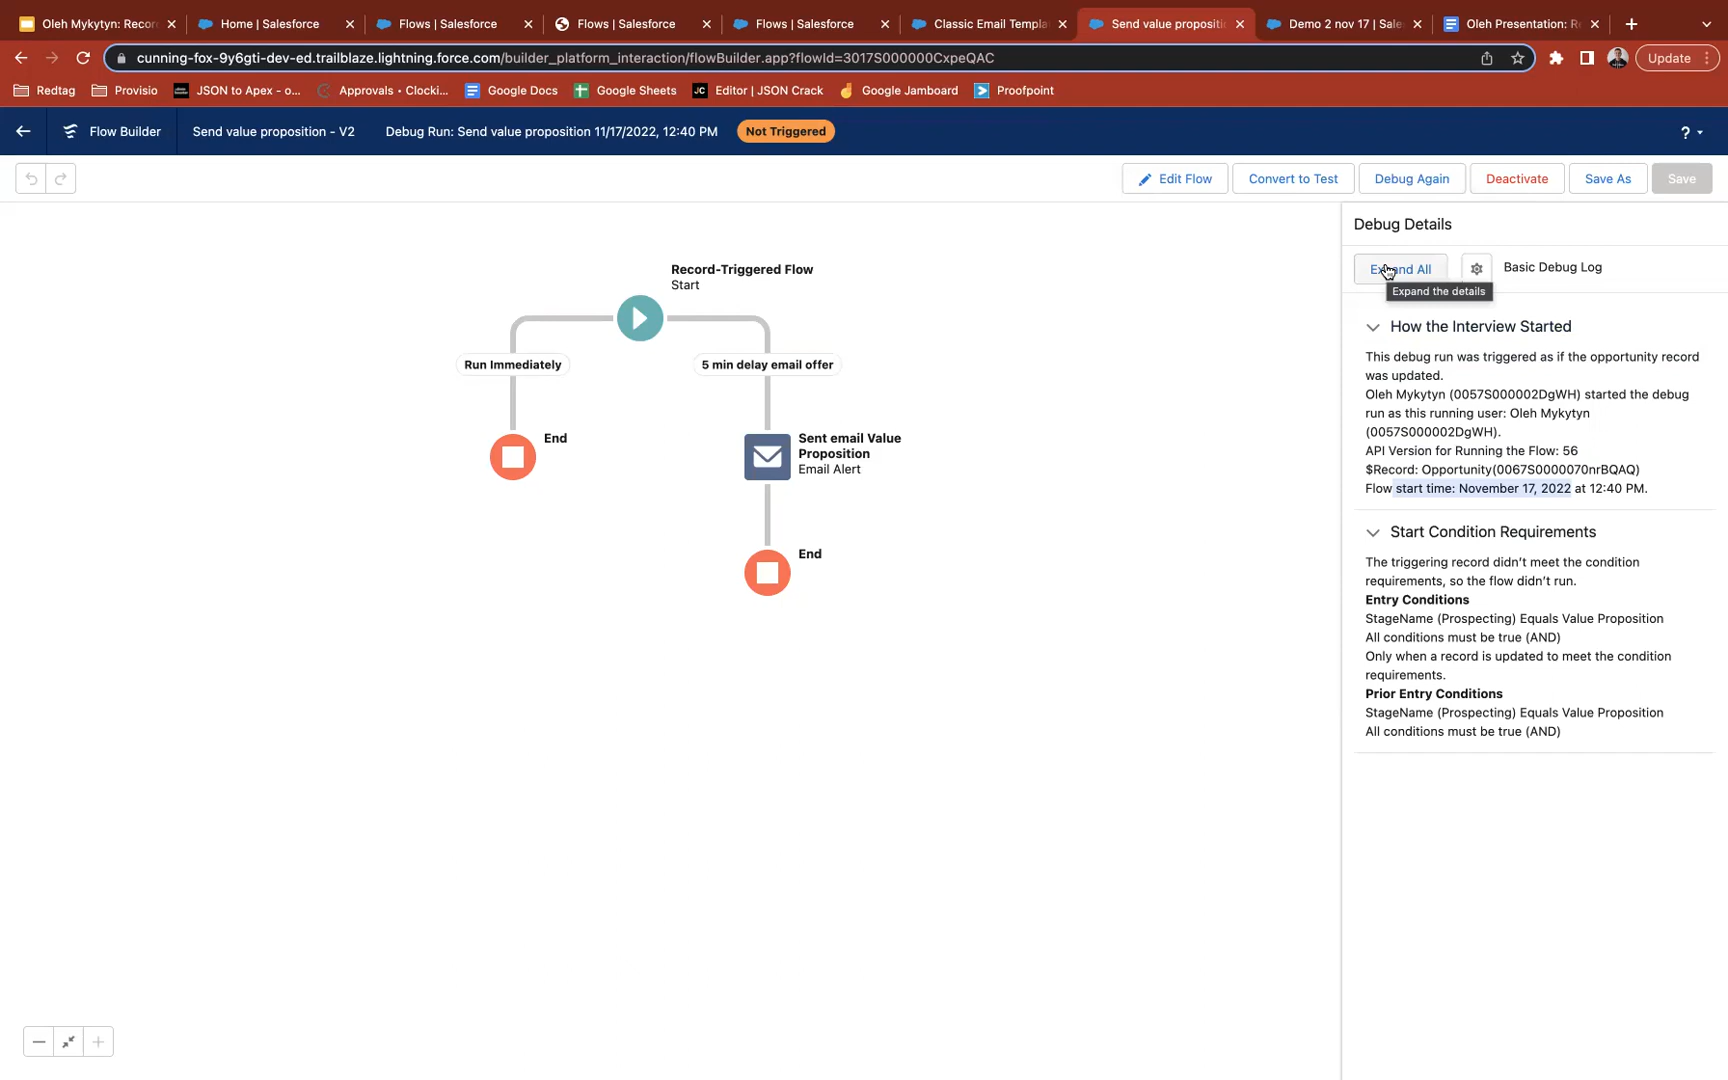 Oleh Mykytyn: Recor
Home | Salesforce
Flows | Salesforce
Flows | Salesforce
Flows | Salesforce
Classic Email Templa
Send value propositi
Demo 2 nov 17 | Sale
Oleh Presentation: R
cunning-fox-9y6gti-dev-ed.trailblaze.lightning.force.com/builder_platform_interaction/flowBuilder.app?flowId=3017S000000CxpeQAC
Update
Redtag
Provisio
JSON to Apex - o...
Approvals • Clocki...
Google Docs
Google Sheets
JC
Editor | JSON Crack
Google Jamboard
Proofpoint
Flow Builder
Send value proposition - V2
Debug Run: Send value proposition 11/17/2022, 12:40 PM
Not Triggered
?
Edit Flow
Convert to Test
Debug Again
Deactivate
Save As
Save
Debug Details
Expand All
Basic Debug Log
Expand the details
How the Interview Started
This debug run was triggered as if the opportunity record
was updated.
Oleh Mykytyn (0057S000002DgWH) started the debug
run as this running user: Oleh Mykytyn
(0057S000002DgWH).
API Version for Running the Flow: 56
$Record: Opportunity(0067S0000070nrBQAQ)
Flow start time: November 17, 2022 at 12:40 PM.
Start Condition Requirements
The triggering record didn't meet the condition
requirements, so the flow didn't run.
Entry Conditions
StageName (Prospecting) Equals Value Proposition
All conditions must be true (AND)
Only when a record is updated to meet the condition
requirements.
Prior Entry Conditions
StageName (Prospecting) Equals Value Proposition
All conditions must be true (AND)
Record-Triggered Flow
Start
Run Immediately
5 min delay email offer
End
Sent email Value
Proposition
Email Alert
End